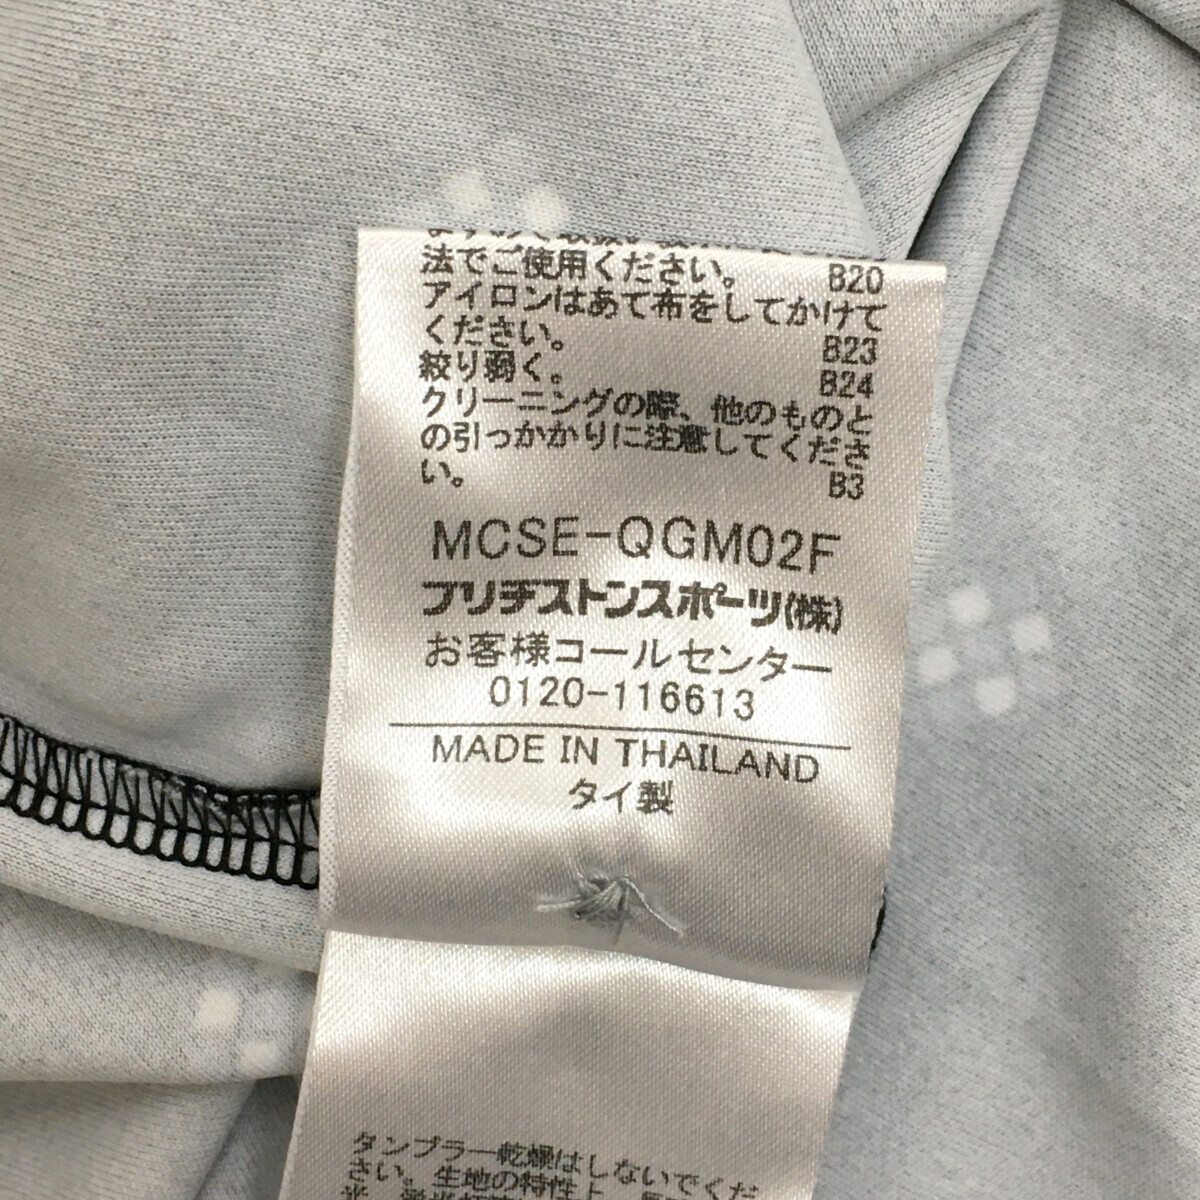 法でご使用ください。 B20
アイロンはあて布をしてかけて
ください。 B23
絞り弱く。 B24
クリーニングの際、他のものと
の引っかかりに注意してくださ
い。 B3
MCSE-QGM02F
ブリヂストンスポーツ(株)
お客様コールセンター
0120-116613
MADE IN THAILAND
タイ製
タンブラー乾燥はしないでくだ
さい。生地の特性上、